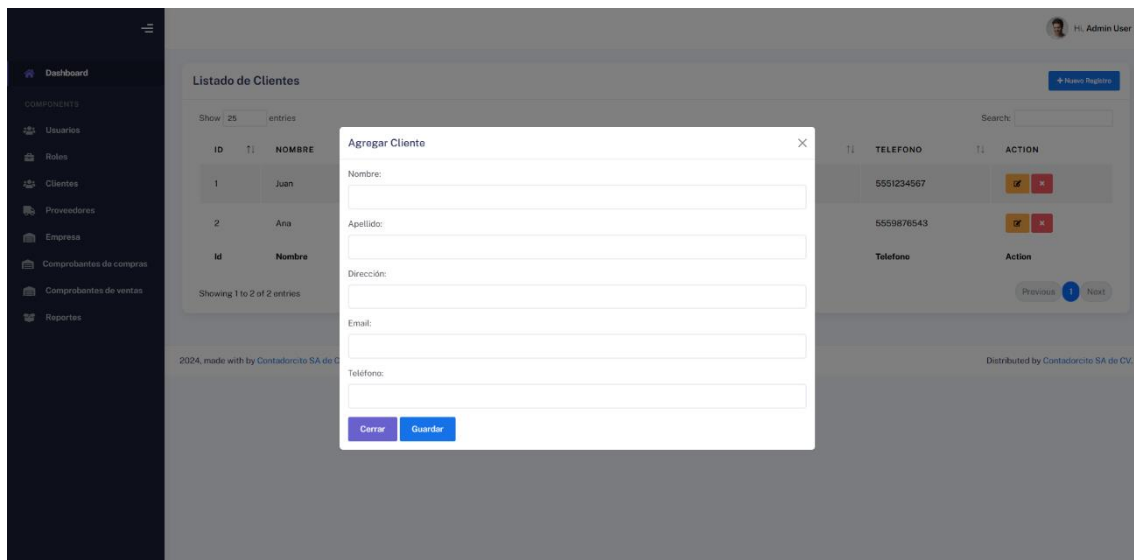 Hi, Admin User
Dashboard
COMPONENTS
Usuarios
Roles
Clientes
Proveedores
Empresa
Comprobantes de compras
Comprobantes de ventas
Reportes
Listado de Clientes
+ Nuevo Registro
Show 25 entries
Search:
ID NOMBRE TELEFONO ACTION
1 Juan 5551234567
2 Ana 5559876543
Id Nombre Telefono Action
Showing 1 to 2 of 2 entries
Previous 1 Next
Agregar Cliente
Nombre:
Apellido:
Dirección:
Email:
Teléfono:
Cerrar Guardar
2024, made with by Contadorcito SA de C
Distributed by Contadorcito SA de CV.